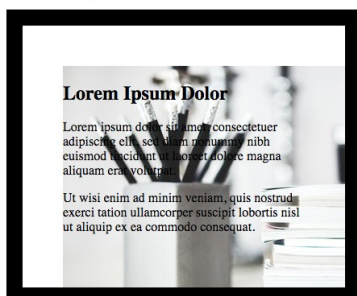 Lorem Ipsum Dolor
Lorem ipsum dolor sit amet, consectetuer
adipiscing elit, sed diam nonummy nibh
euismod tincidunt ut laoreet dolore magna
aliquam erat volutpat.
Ut wisi enim ad minim veniam, quis nostrud
exerci tation ullamcorper suscipit lobortis nisl
ut aliquip ex ea commodo consequat.